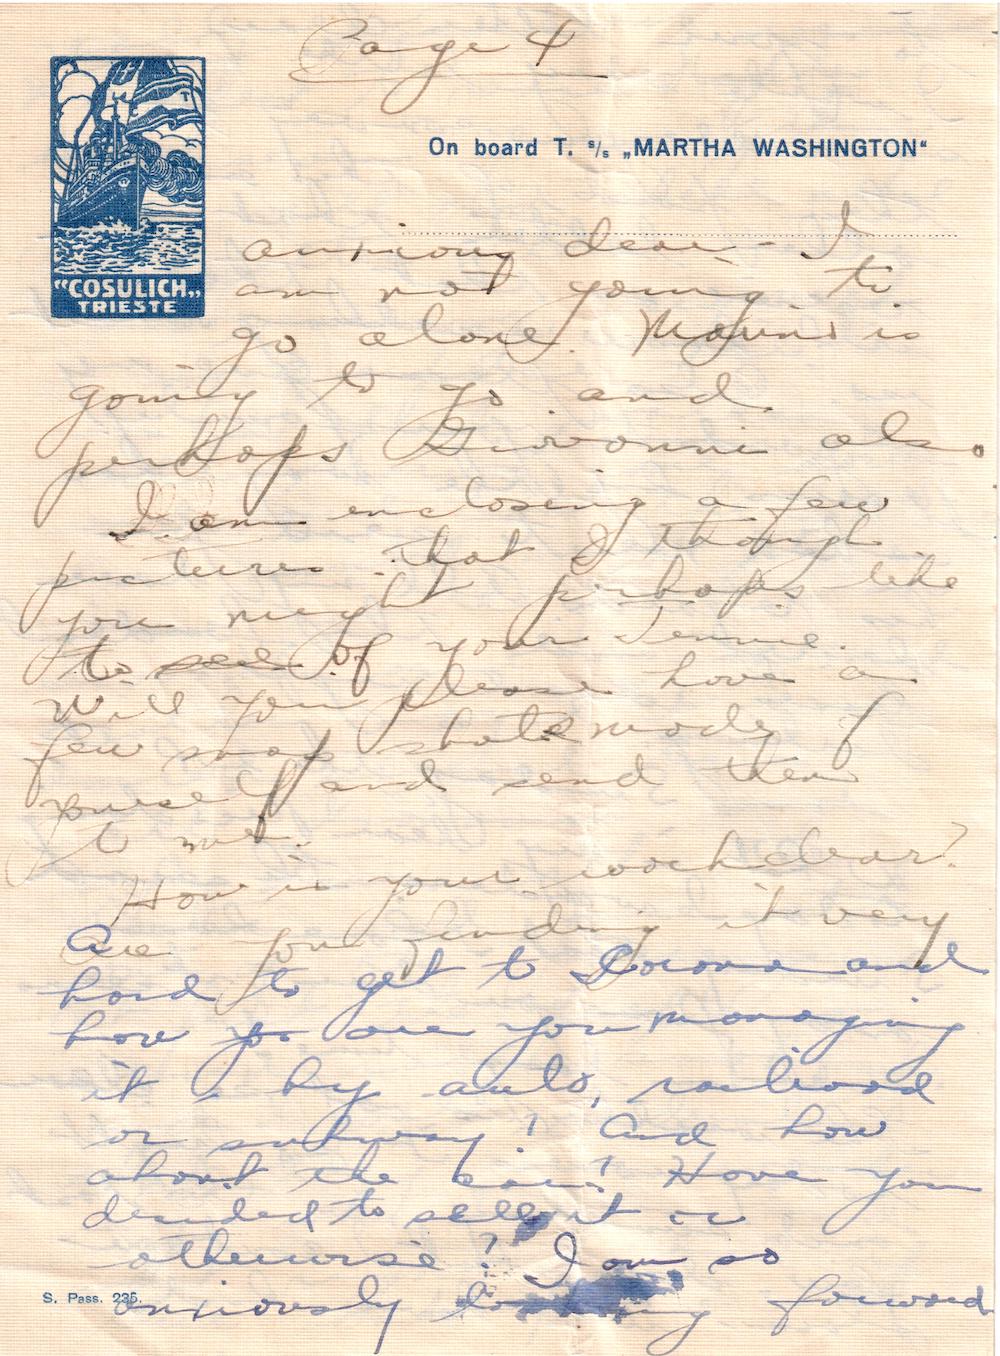 Page 4
On board T. s/s „MARTHA WASHINGTON“
"COSULICH„
TRIESTE
anxious dear - I
am not going to
go alone. is
going to go and
perhaps Giovanni also.
I am enclosing a few
pictures that I though
you might perhaps like
to see of your Jennie.
Will you please have a
few snap shots made of
yourself and send them
to me.
How is your work dear?
Are you finding it very
hard to get to Corona and
how yo are you managing
it by auto, railroad
or subway? And how
about the car? Have you
decided to sell it or
otherwise? I am so
S. Pass. 235.
anxiously looking forward